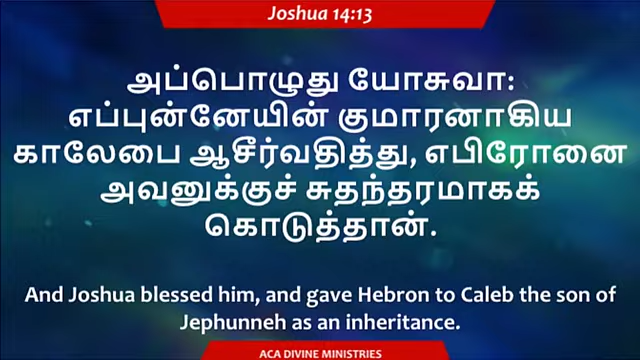 Joshua 14:13
அப்பொழுது யோசுவா:
எப்புன்னேயின் குமாரனாகிய
காலேபை ஆசீர்வதித்து, எபிரோனை
அவனுக்குச் சுதந்தரமாகக்
கொடுத்தான்.
And Joshua blessed him, and gave Hebron to Caleb the son of
Jephunneh as an inheritance.
ACA DIVINE MINISTRIES